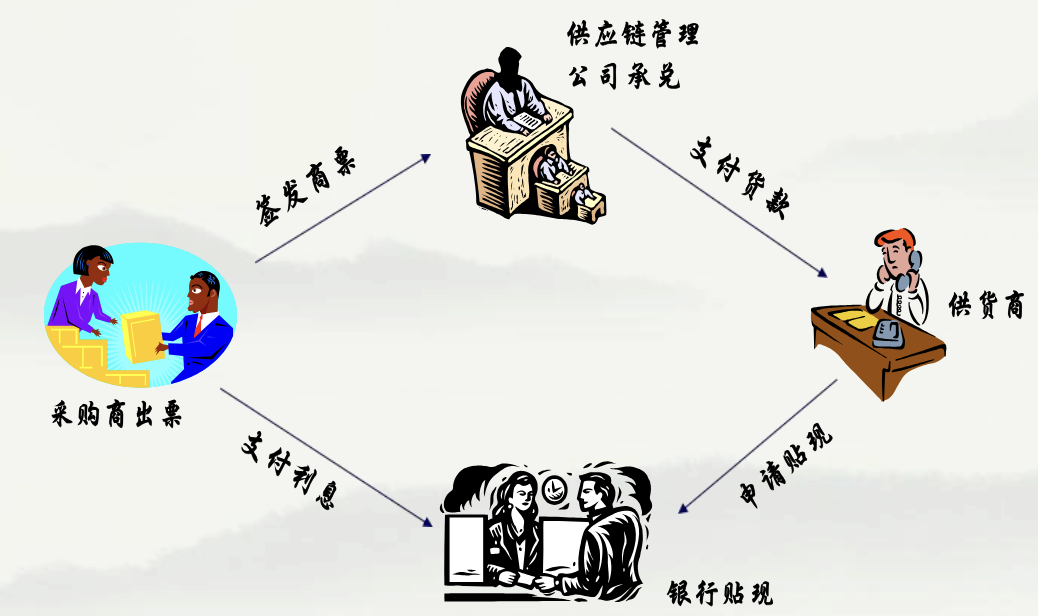 供应链管理
公司承兑
签发商票
支付货款
供货商
采购商出票
支付利息
申请贴现
银行贴现